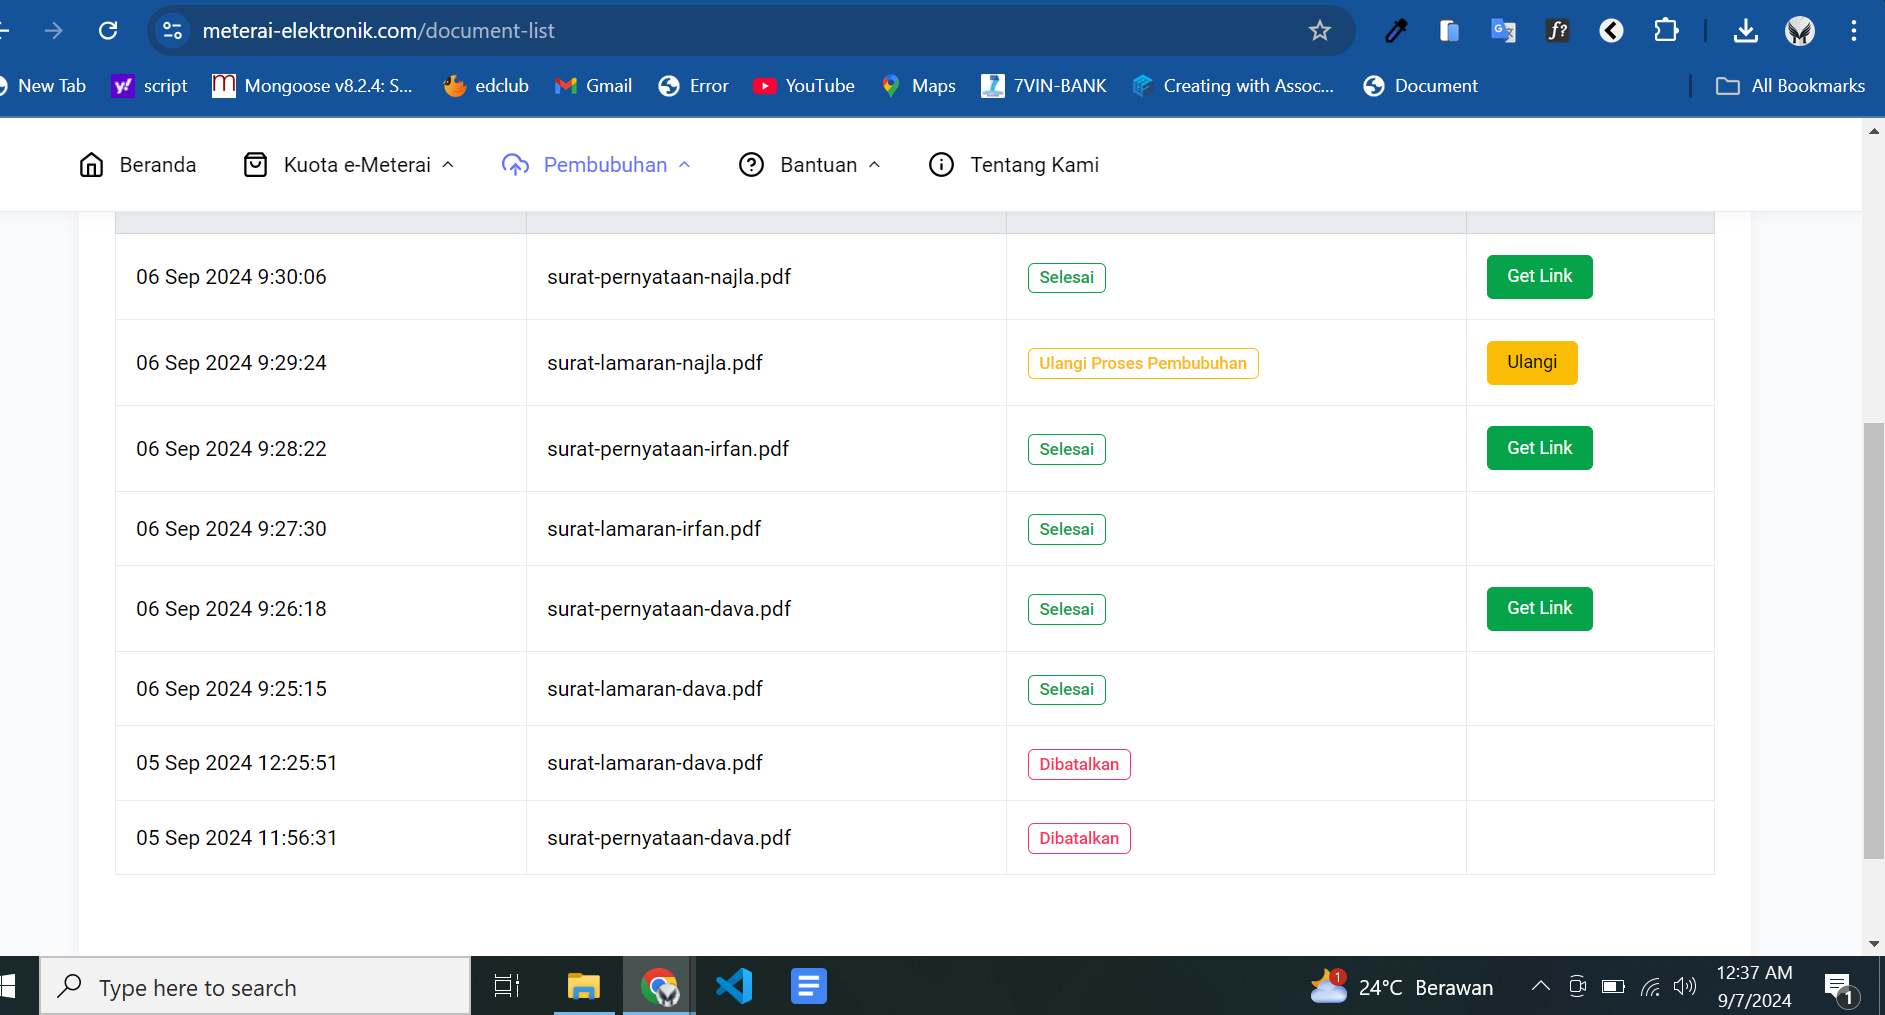 meterai-elektronik.com/document-list
New Tab script Mongoose v8.2.4: S... edclub Gmail Error YouTube Maps 7VIN-BANK Creating with Assoc... Document All Bookmarks
Beranda Kuota e-Meterai Pembubuhan Bantuan Tentang Kami
06 Sep 2024 9:30:06 surat-pernyataan-najla.pdf Selesai Get Link
06 Sep 2024 9:29:24 surat-lamaran-najla.pdf Ulangi Proses Pembubuhan Ulangi
06 Sep 2024 9:28:22 surat-pernyataan-irfan.pdf Selesai Get Link
06 Sep 2024 9:27:30 surat-lamaran-irfan.pdf Selesai
06 Sep 2024 9:26:18 surat-pernyataan-dava.pdf Selesai Get Link
06 Sep 2024 9:25:15 surat-lamaran-dava.pdf Selesai
05 Sep 2024 12:25:51 surat-lamaran-dava.pdf Dibatalkan
05 Sep 2024 11:56:31 surat-pernyataan-dava.pdf Dibatalkan
Type here to search 1 24°C Berawan 12:37 AM
9/7/2024 1